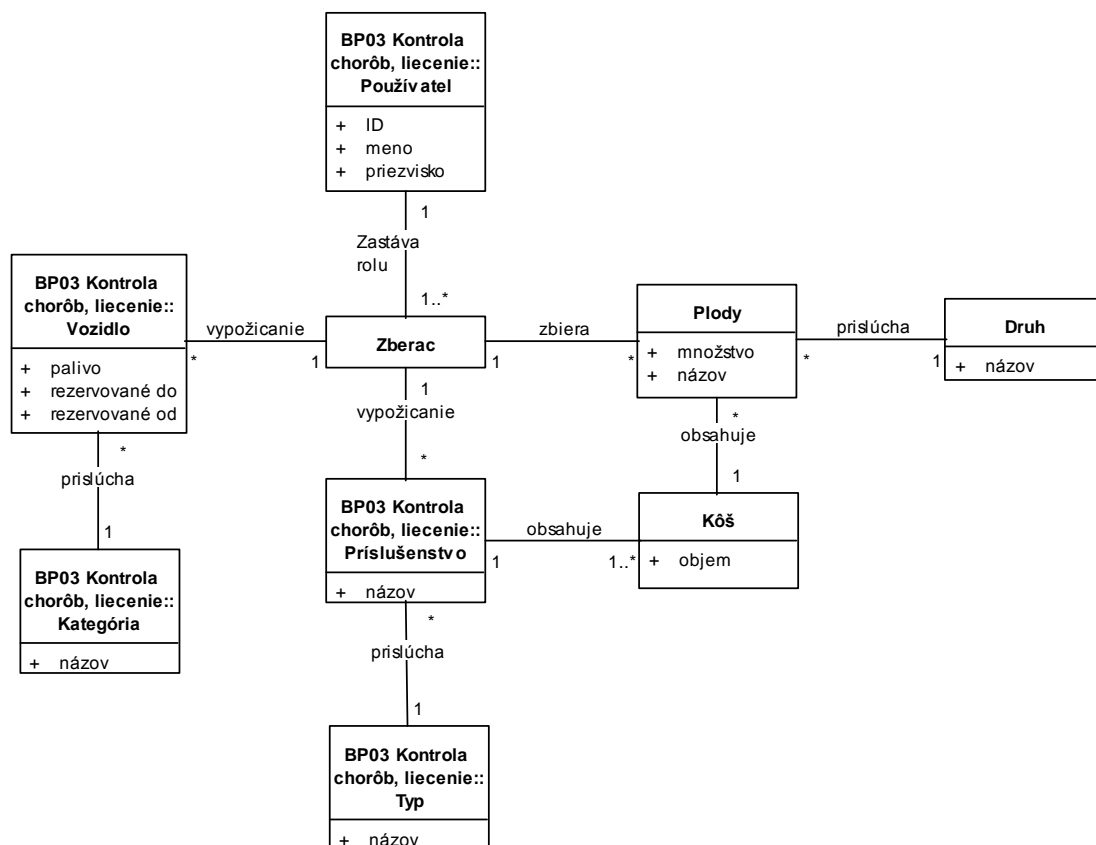 BP03 Kontrola
chorôb, liecenie::
Používatel
+ ID
+ meno
+ priezvisko
1
Zastáva
rolu
1..*
BP03 Kontrola
chorôb, liecenie::
Vozidlo
+ palivo
+ rezervované do
+ rezervované od
vypožicanie
*
1
Zberac
zbiera
1
*
Plody
+ množstvo
+ názov
prislúcha
*
1
Druh
+ názov
1
vypožicanie
*
*
prislúcha
1
*
obsahuje
1
BP03 Kontrola
chorôb, liecenie::
Príslušenstvo
+ názov
obsahuje
1
1..*
Kôš
+ objem
BP03 Kontrola
chorôb, liecenie::
Kategória
+ názov
*
prislúcha
1
BP03 Kontrola
chorôb, liecenie::
Typ
+ názov